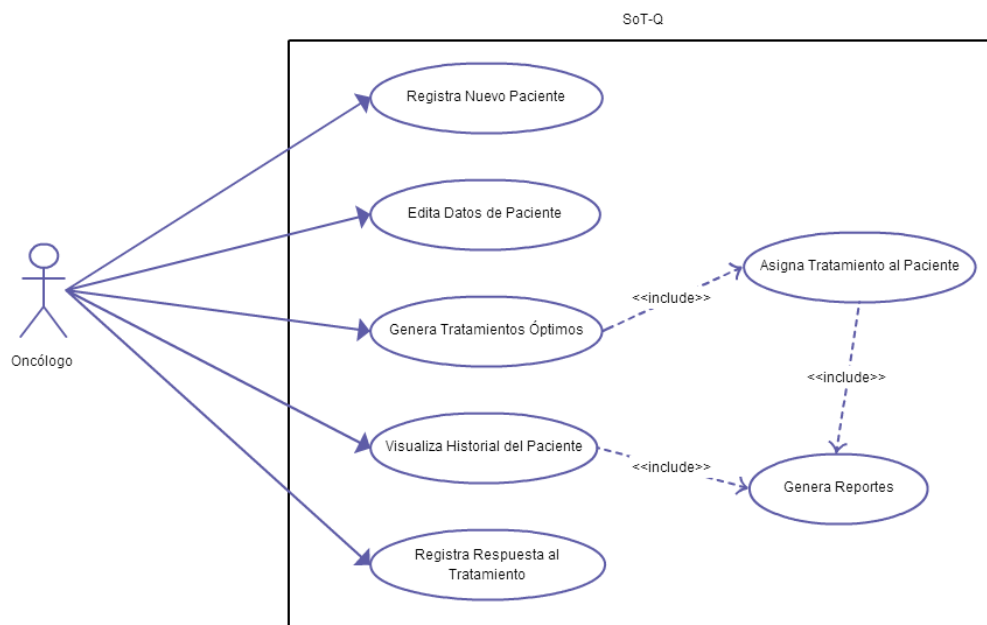 SoT-Q
Registra Nuevo Paciente
Edita Datos de Paciente
Asigna Tratamiento al Paciente
<<include>>
Genera Tratamientos Óptimos
Oncólogo
<<include>>
Visualiza Historial del Paciente
<<include>>
Genera Reportes
Registra Respuesta al
Tratamiento